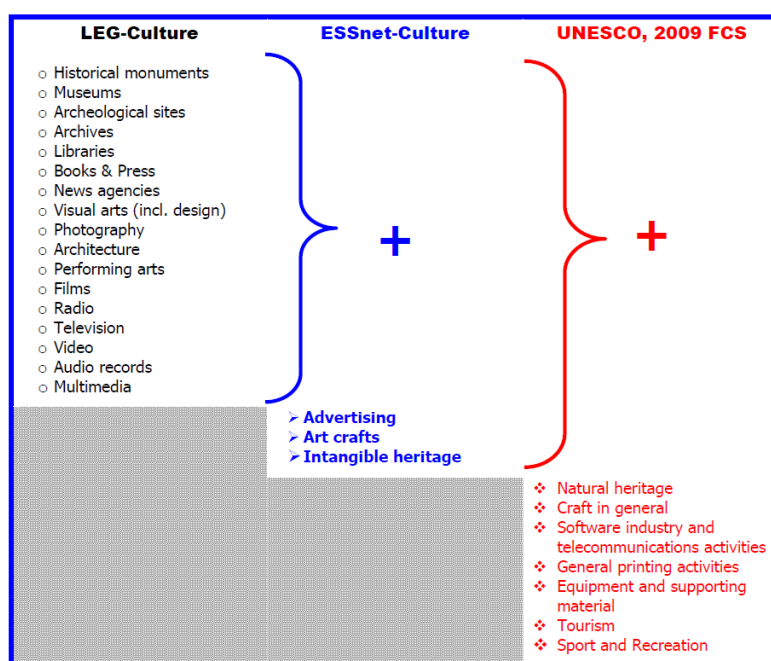 LEG-Culture
ESSnet-Culture
UNESCO, 2009 FCS
o Historical monuments
o Museums
o Archeological sites
o Archives
o Libraries
o Books & Press
o News agencies
o Visual arts (incl. design)
o Photography
o Architecture
o Performing arts
o Films
o Radio
o Television
o Video
o Audio records
o Multimedia
+
+
➢ Advertising
➢ Art crafts
➢ Intangible heritage
❖ Natural heritage
❖ Craft in general
❖ Software industry and
telecommunications activities
❖ General printing activities
❖ Equipment and supporting
material
❖ Tourism
❖ Sport and Recreation